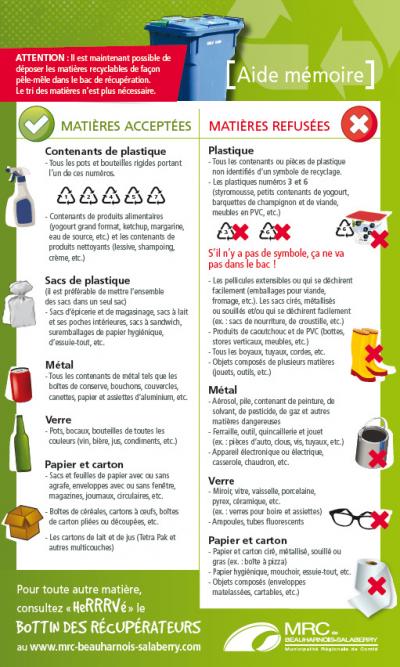 ATTENTION : Il est maintenant possible de
déposer les matières recyclables de façon
pêle-mêle dans le bac de récupération.
Le tri des matières n'est plus nécessaire.
[Aide mémoire]
MATIÈRES ACCEPTÉES
Contenants de plastique
- Tous les pots et bouteilles rigides portant
l'un de ces numéros.
1 2 4 5 7
- Contenants de produits alimentaires
(yogourt grand format, ketchup, margarine,
eau de source, etc.) et les contenants de
produits nettoyants (lessive, shampoing,
crème, etc.)
Sacs de plastique
(il est préférable de mettre l'ensemble
des sacs dans un seul sac)
- Sacs d'épicerie et de magasinage, sacs à lait
et ses poches intérieures, sacs à sandwich,
suremballages de papier hygiénique,
d'essuie-tout, etc.
Métal
- Tous les contenants de métal tels que les
boîtes de conserve, bouchons, couvercles,
canettes, papier et assiettes d'aluminium, etc.
Verre
- Pots, bocaux, bouteilles de toutes les
couleurs (vin, bière, jus, condiments, etc.)
Papier et carton
- Sacs et feuilles de papier avec ou sans
agrafe, enveloppes avec ou sans fenêtre,
magazines, journaux, circulaires, etc.
- Boîtes de céréales, cartons à œufs, boîtes
de carton pliées ou découpées, etc.
- Les cartons de lait et de jus (Tetra Pak et
autres multicouches)
MATIÈRES REFUSÉES
Plastique
- Tous les contenants ou pièces de plastique
non identifiés d'un symbole de recyclage.
- Les plastiques numéros 3 et 6
(styromousse, petits contenants de yogourt,
barquettes de champignon et de viande,
meubles en PVC, etc.)
3 6 6
S'il n'y a pas de symbole, ça ne va
pas dans le bac !
- Les pellicules extensibles ou qui se déchirent
facilement (emballages pour viande,
fromage, etc.). Les sacs cirés, métallisés
ou souillés et/ou qui se déchirent facilement
(ex. : sacs de nourriture, de croustille, etc.)
- Produits de caoutchouc et de PVC (bottes,
stores verticaux, meubles, etc.)
- Tous les boyaux, tuyaux, cordes, etc.
- Objets composés de plusieurs matières
(jouets, outils, etc.)
Métal
- Aérosol, pile, contenant de peinture, de
solvant, de pesticide, de gaz et autres
matières dangereuses
- Ferraille, outil, quincaillerie et jouet
(ex. : pièces d'auto, clous, vis, tuyaux, etc.)
- Appareil électronique ou électrique,
casserole, chaudron, etc.
Verre
- Miroir, vitre, vaisselle, porcelaine,
pyrex, céramique, etc.
(ex. : verres pour boire et assiettes)
- Ampoules, tubes fluorescents
Papier et carton
- Papier et carton ciré, métallisé, souillé ou
gras (ex. : boîte à pizza)
- Papier hygiénique, mouchoir, essuie-tout, etc.
- Objets composés (enveloppes
matelassées, cartables, etc.)
Pour toute autre matière,
consultez « HeRRRVé » le
BOTTIN DES RÉCUPÉRATEURS
au www.mrc-beauharnois-salaberry.com
MRC de
BEAUHARNOIS-SALABERRY
Municipalité Régionale de Comté